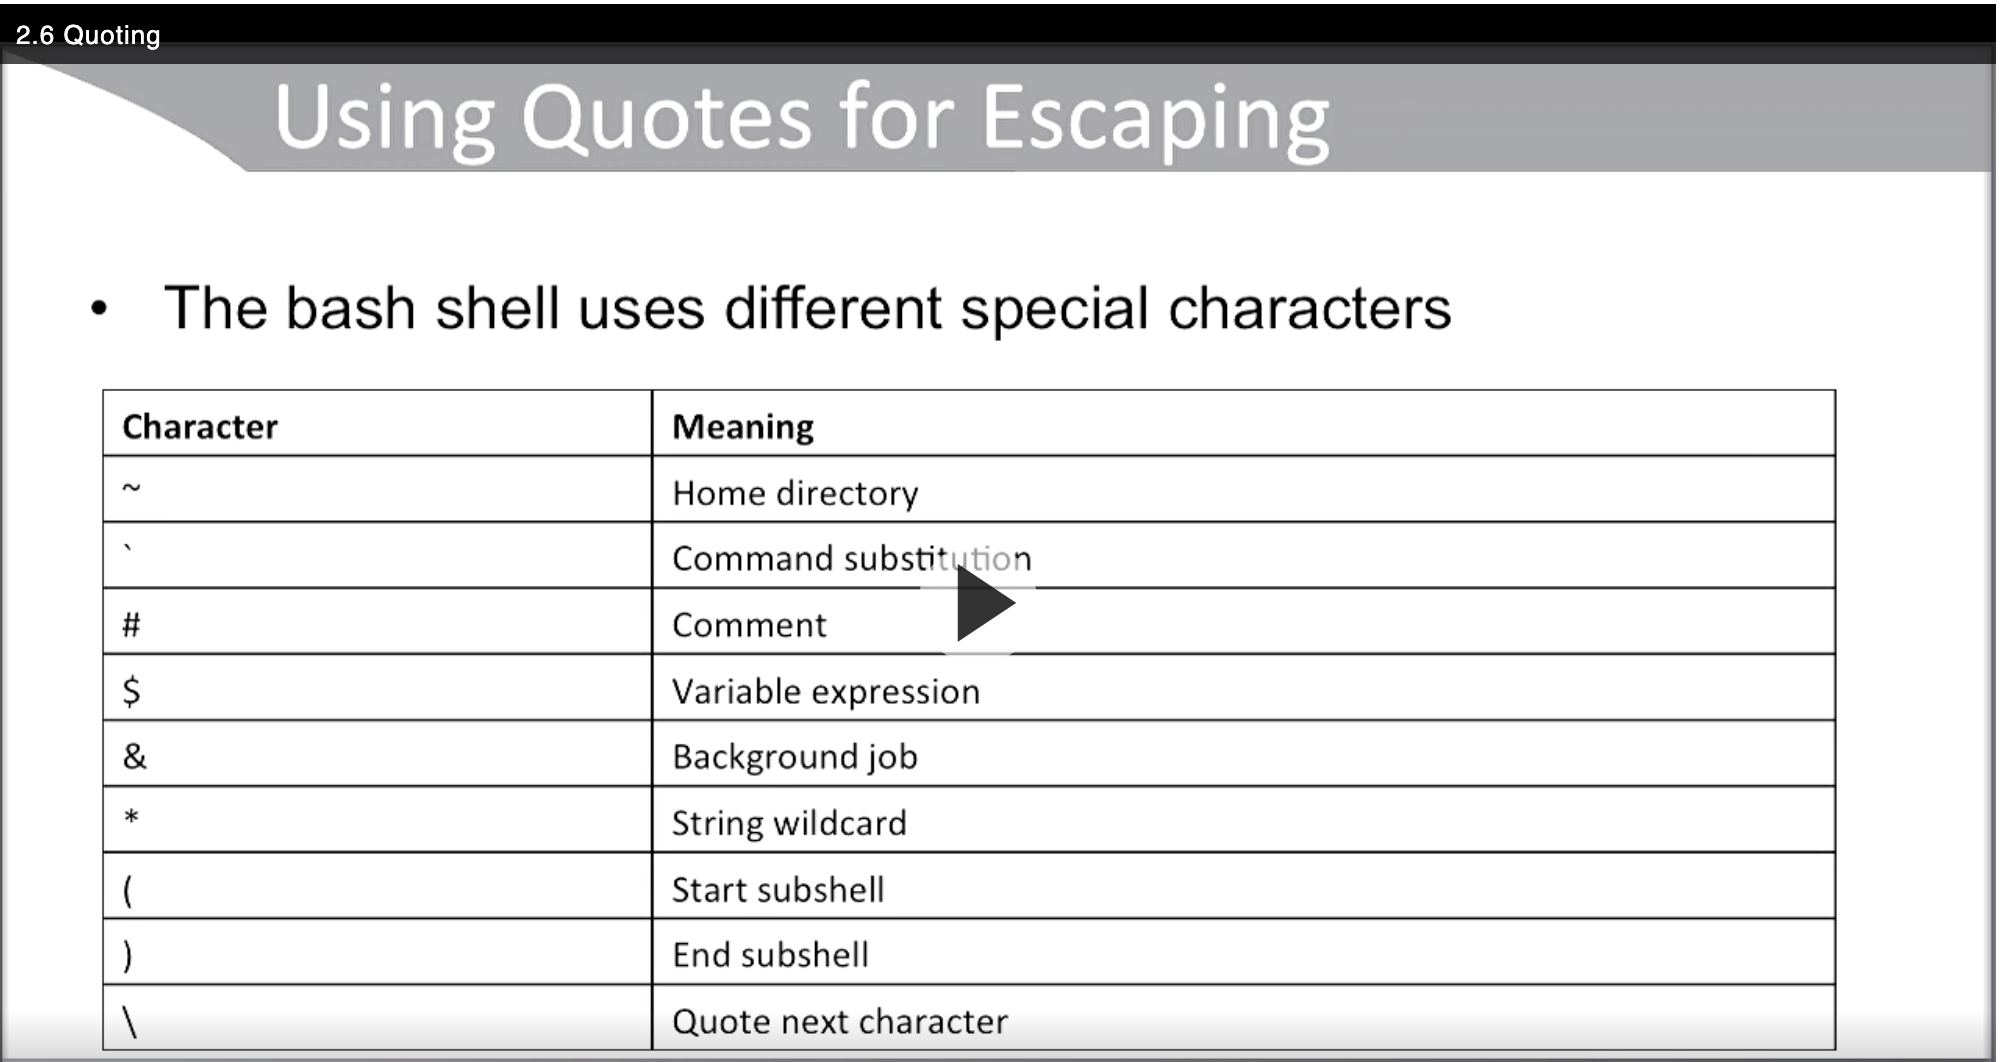 2.6 Quoting
Using Quotes for Escaping
• The bash shell uses different special characters
Character Meaning
~ Home directory
` Command substitution
# Comment
$ Variable expression
& Background job
* String wildcard
( Start subshell
) End subshell
\ Quote next character